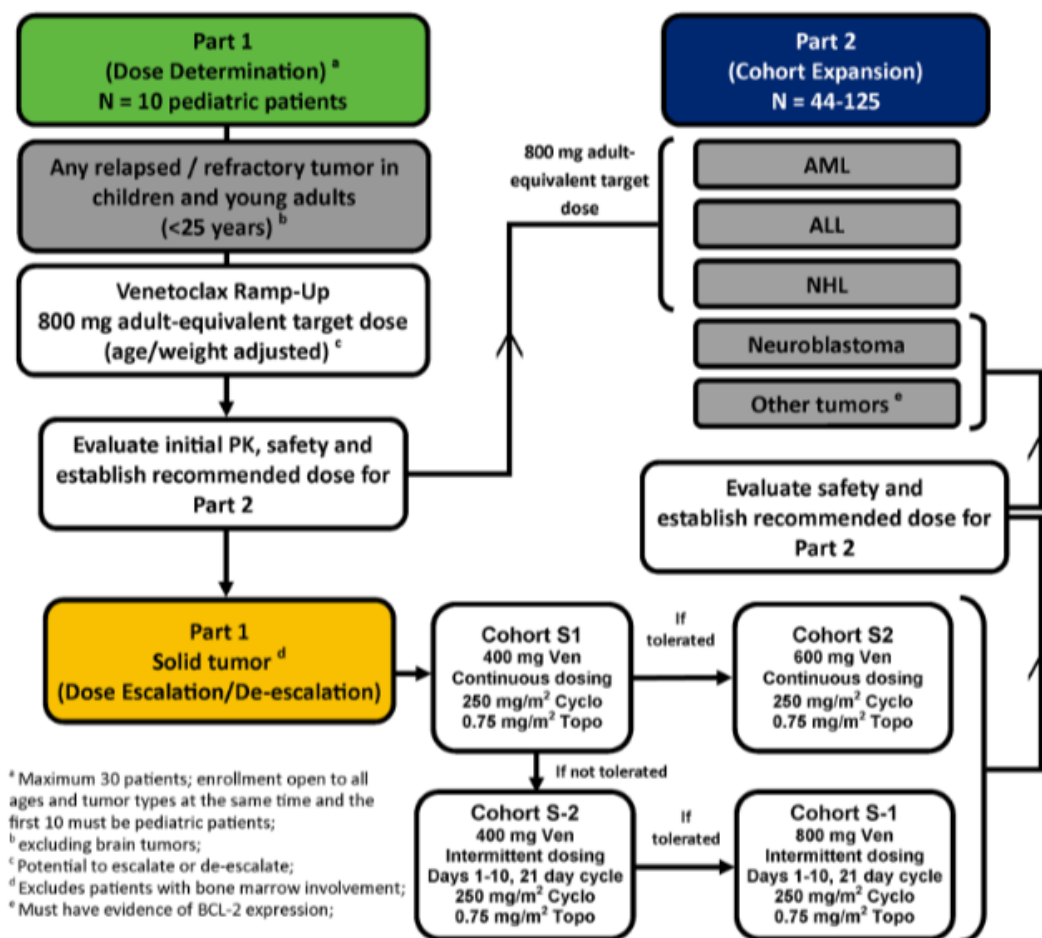 Part 1
(Dose Determination) a
N = 10 pediatric patients
Any relapsed / refractory tumor in
children and young adults
(<25 years) b
Venetoclax Ramp-Up
800 mg adult-equivalent target dose
(age/weight adjusted) c
Evaluate initial PK, safety and
establish recommended dose for
Part 2
Part 1
Solid tumor d
(Dose Escalation/De-escalation)
Part 2
(Cohort Expansion)
N = 44-125
800 mg adult-
equivalent target
dose
AML
ALL
NHL
Neuroblastoma
Other tumors e
Evaluate safety and
establish recommended dose for
Part 2
Cohort S1
400 mg Ven
Continuous dosing
250 mg/m² Cyclo
0.75 mg/m² Topo
If
tolerated
Cohort S2
600 mg Ven
Continuous dosing
250 mg/m² Cyclo
0.75 mg/m² Topo
If not tolerated
Cohort S-2
400 mg Ven
Intermittent dosing
Days 1-10, 21 day cycle
250 mg/m² Cyclo
0.75 mg/m² Topo
If
tolerated
Cohort S-1
800 mg Ven
Intermittent dosing
Days 1-10, 21 day cycle
250 mg/m² Cyclo
0.75 mg/m² Topo
a Maximum 30 patients; enrollment open to all
ages and tumor types at the same time and the
first 10 must be pediatric patients;
b excluding brain tumors;
c Potential to escalate or de-escalate;
d Excludes patients with bone marrow involvement;
e Must have evidence of BCL-2 expression;